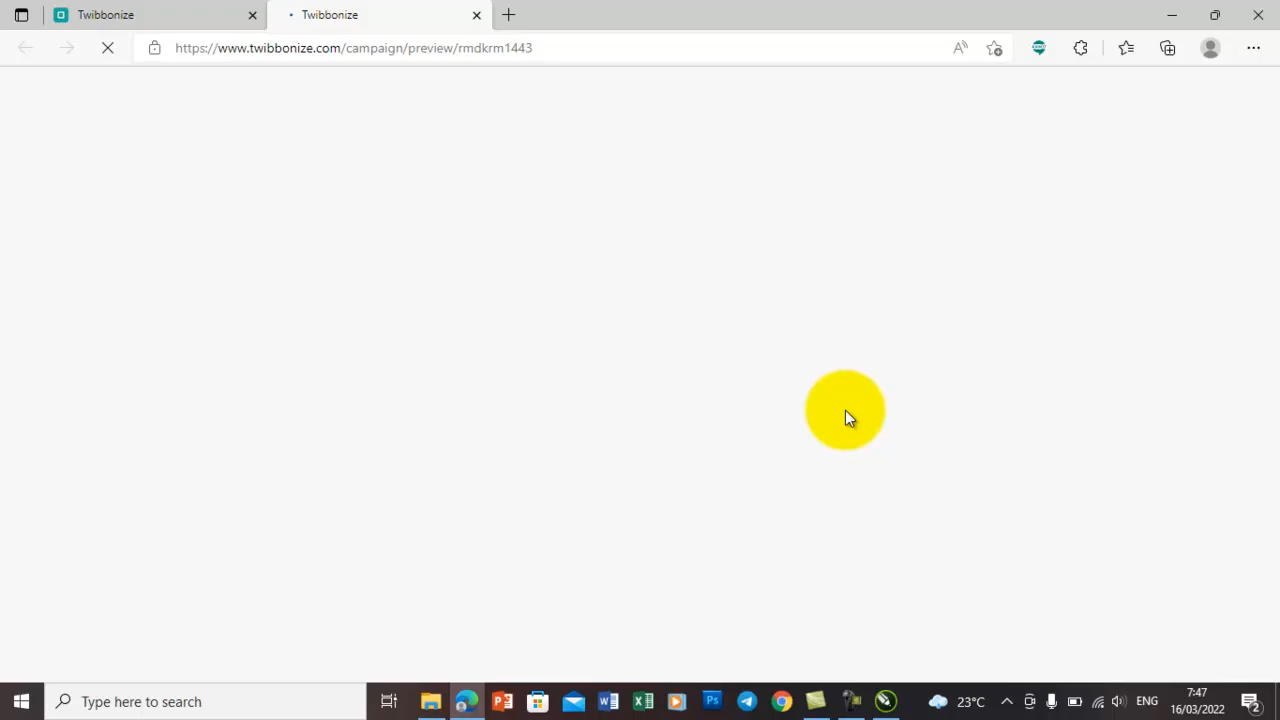 Twibbonize
Twibbonize
https://www.twibbonize.com/campaign/preview/rmdkrm1443
Type here to search
23°C
ENG
7:47
16/03/2022
2